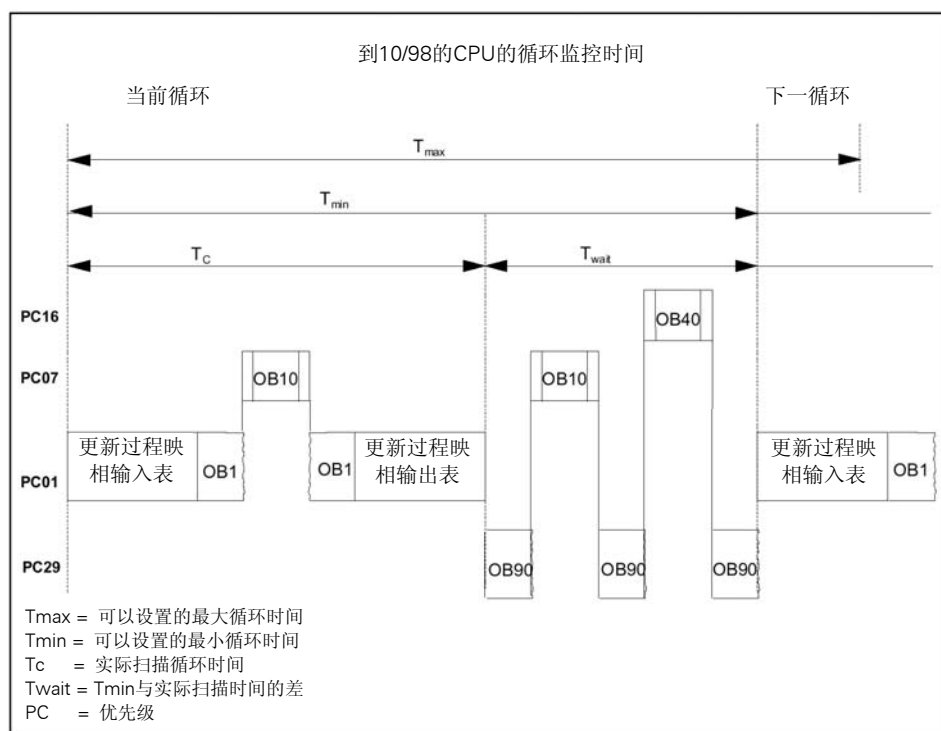 到10/98的CPU的循环监控时间
当前循环
下一循环
Tmax
Tmin
TC
Twait
PC16
OB40
PC07
OB10
OB10
PC01
更新过程映
相输入表
OB1
OB1
更新过程映
相输出表
更新过程映
相输入表
OB1
PC29
OB90
OB90
OB90
Tmax = 可以设置的最大循环时间
Tmin = 可以设置的最小循环时间
Tc = 实际扫描循环时间
Twait = Tmin与实际扫描时间的差
PC = 优先级